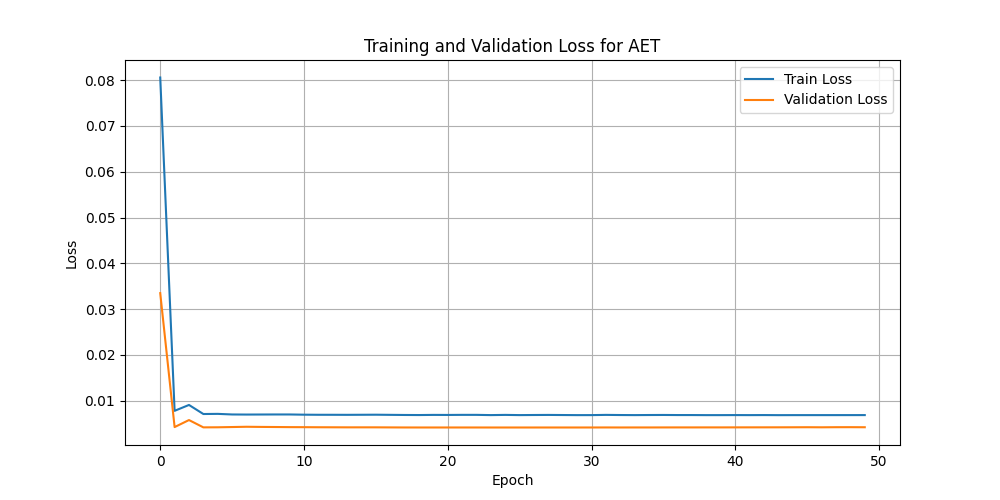 Training and Validation Loss for AET
Train Loss
Validation Loss
Loss
0.08
0.07
0.06
0.05
0.04
0.03
0.02
0.01
0 10 20 30 40 50
Epoch